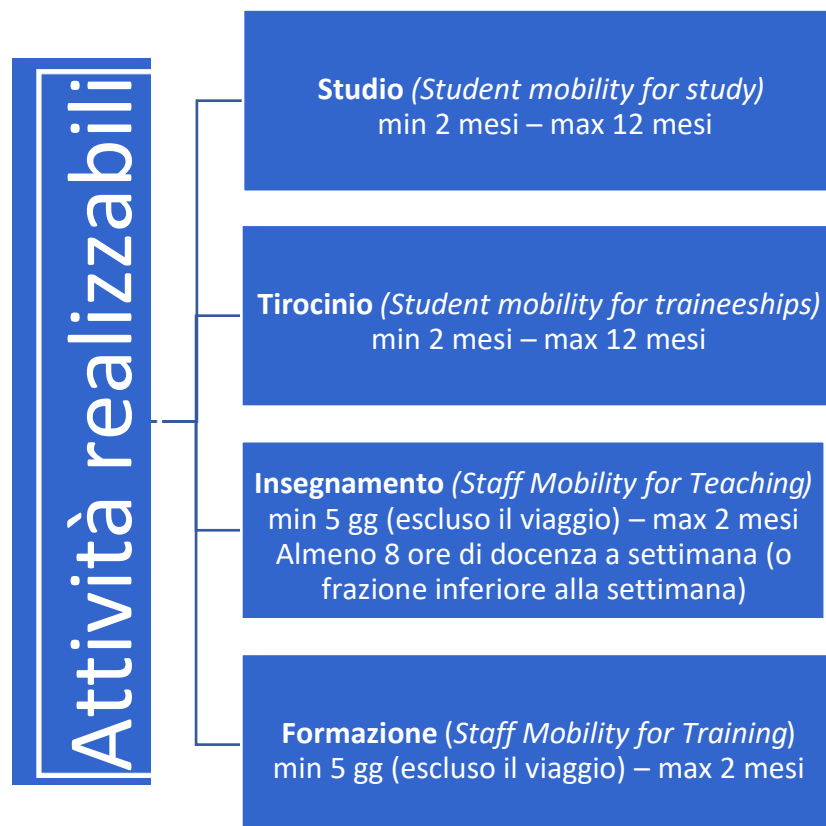 Attività realizzabili
Studio (Student mobility for study)
min 2 mesi – max 12 mesi
Tirocinio (Student mobility for traineeships)
min 2 mesi – max 12 mesi
Insegnamento (Staff Mobility for Teaching)
min 5 gg (escluso il viaggio) – max 2 mesi
Almeno 8 ore di docenza a settimana (o
frazione inferiore alla settimana)
Formazione (Staff Mobility for Training)
min 5 gg (escluso il viaggio) – max 2 mesi